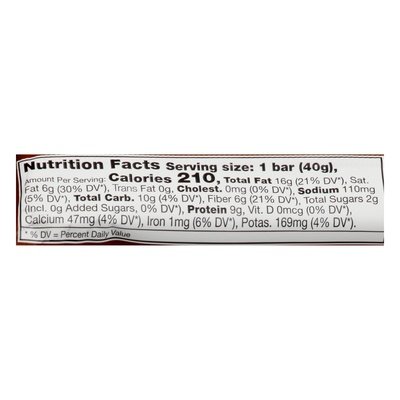 Nutrition Facts Serving size: 1 bar (40g),
Amount Per Serving: Calories 210, Total Fat 16g (21% DV*), Sat.
Fat 6g (30% DV*), Trans Fat 0g, Cholest. 0mg (0% DV*), Sodium 110mg
(5% DV*), Total Carb. 10g (4% DV*), Fiber 6g (21% DV*), Total Sugars 2g
(Incl. 0g Added Sugars, 0% DV*), Protein 9g, Vit. D 0mcg (0% DV*),
Calcium 47mg (4% DV*), Iron 1mg (6% DV*), Potas. 169mg (4% DV*).
* % DV = Percent Daily Value